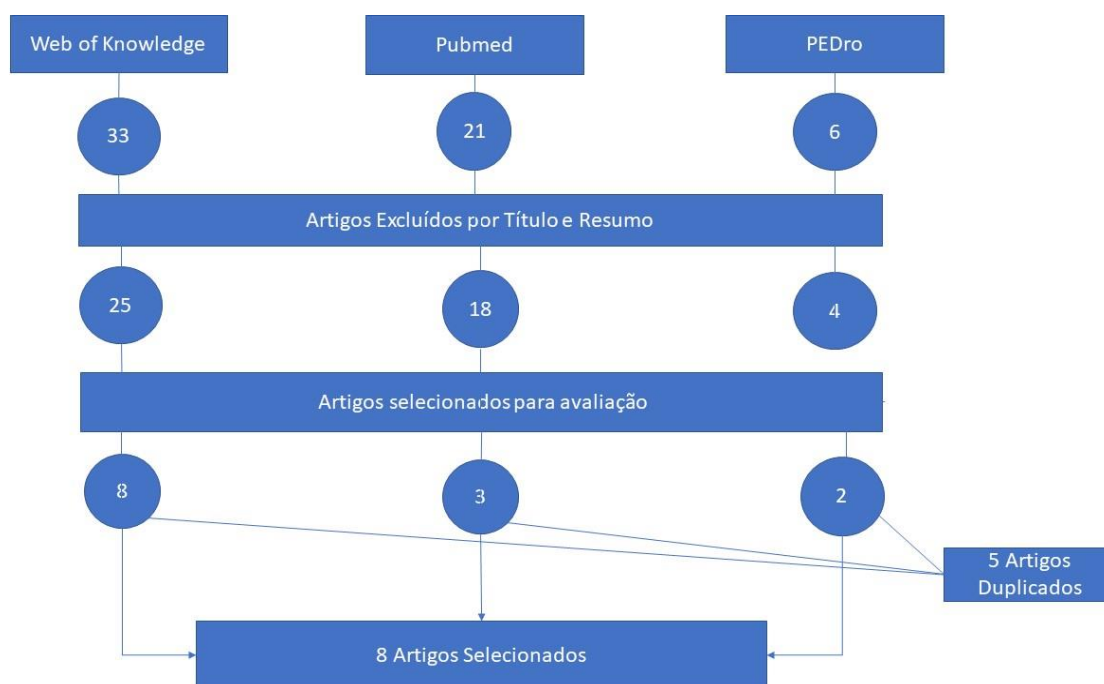 Web of Knowledge
Pubmed
PEDro
33
21
6
Artigos Excluídos por Título e Resumo
25
18
4
Artigos selecionados para avaliação
8
3
2
5 Artigos
Duplicados
8 Artigos Selecionados